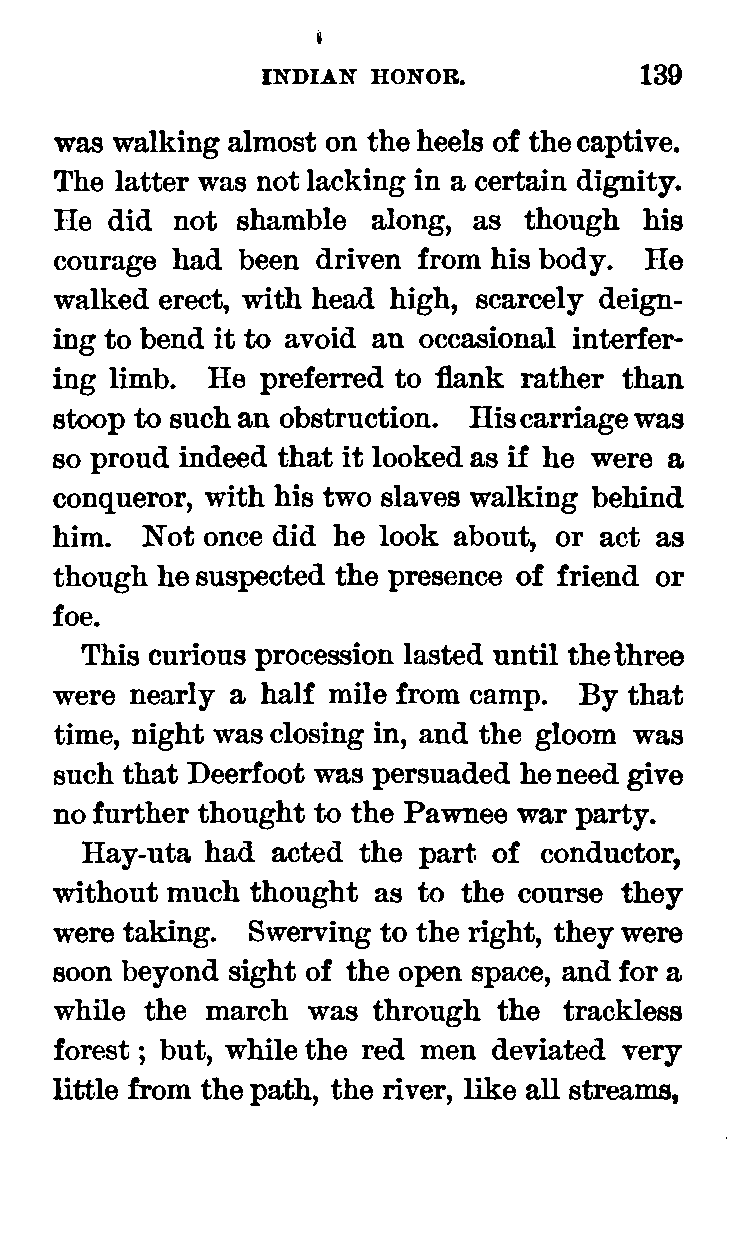 INDIAN HONOR. 139
was walking almost on the heels of the captive.
The latter was not lacking in a certain dignity.
He did not shamble along, as though his
courage had been driven from his body. He
walked erect, with head high, scarcely deign-
ing to bend it to avoid an occasional interfer-
ing limb. He preferred to flank rather than
stoop to such an obstruction. His carriage was
so proud indeed that it looked as if he were a
conqueror, with his two slaves walking behind
him. Not once did he look about, or act as
though he suspected the presence of friend or
foe.
This curious procession lasted until the three
were nearly a half mile from camp. By that
time, night was closing in, and the gloom was
such that Deerfoot was persuaded he need give
no further thought to the Pawnee war party.
Hay-uta had acted the part of conductor,
without much thought as to the course they
were taking. Swerving to the right, they were
soon beyond sight of the open space, and for a
while the march was through the trackless
forest ; but, while the red men deviated very
little from the path, the river, like all streams,